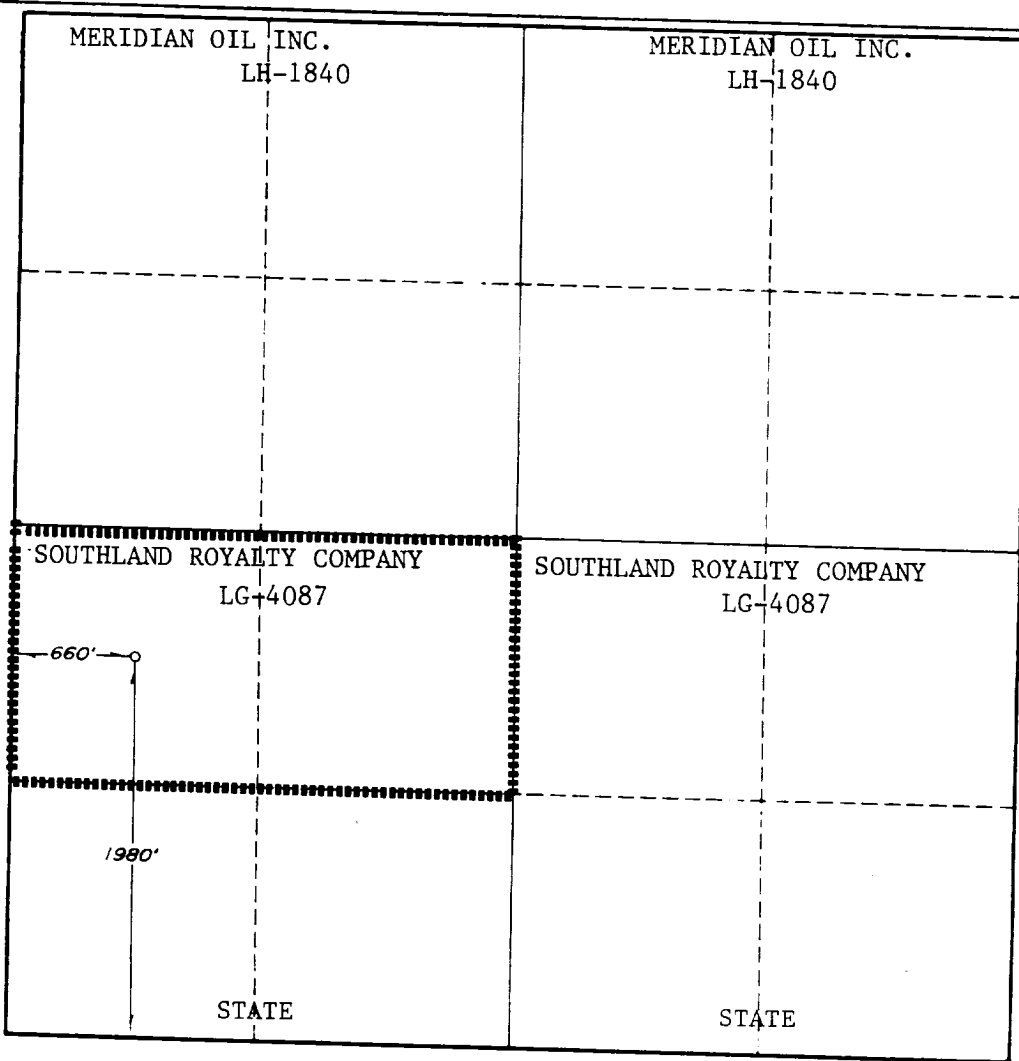 MERIDIAN OIL INC.
LH-1840
MERIDIAN OIL INC.
LH-1840
SOUTHLAND ROYALTY COMPANY
LG-4087
SOUTHLAND ROYALTY COMPANY
LG-4087
660'
1980'
STATE
STATE